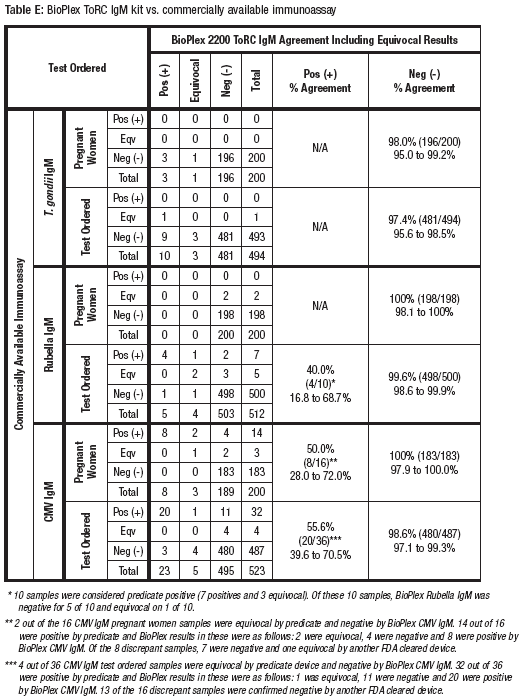 Table E: BioPlex ToRC IgM kit vs. commercially available immunoassay
Test Ordered
BioPlex 2200 ToRC IgM Agreement Including Equivocal Results
Pos (+)
Equivocal
Neg (-)
Total
Pos (+)
% Agreement
Neg (-)
% Agreement
Commercially Available Immunoassay
T. gondii IgM
Pregnant
Women
Pos (+) 0 0 0 0
Eqv 0 0 0 0
Neg (-) 3 1 196 200
Total 3 1 196 200
N/A
98.0% (196/200)
95.0 to 99.2%
Test Ordered
Pos (+) 0 0 0 0
Eqv 1 0 0 1
Neg (-) 9 3 481 493
Total 10 3 481 494
N/A
97.4% (481/494)
95.6 to 98.5%
Rubella IgM
Pregnant
Women
Pos (+) 0 0 0 0
Eqv 0 0 2 2
Neg (-) 0 0 198 198
Total 0 0 200 200
N/A
100% (198/198)
98.1 to 100%
Test Ordered
Pos (+) 4 1 2 7
Eqv 0 2 3 5
Neg (-) 1 1 498 500
Total 5 4 503 512
40.0%
(4/10)*
16.8 to 68.7%
99.6% (498/500)
98.6 to 99.9%
CMV IgM
Pregnant
Women
Pos (+) 8 2 4 14
Eqv 0 1 2 3
Neg (-) 0 0 183 183
Total 8 3 189 200
50.0%
(8/16)**
28.0 to 72.0%
100% (183/183)
97.9 to 100.0%
Test Ordered
Pos (+) 20 1 11 32
Eqv 0 0 4 4
Neg (-) 3 4 480 487
Total 23 5 495 523
55.6%
(20/36)***
39.6 to 70.5%
98.6% (480/487)
97.1 to 99.3%
* 10 samples were considered predicate positive (7 positives and 3 equivocal). Of these 10 samples, BioPlex Rubella IgM was
negative for 5 of 10 and equivocal on 1 of 10.
** 2 out of the 16 CMV IgM pregnant women samples were equivocal by predicate and negative by BioPlex CMV IgM. 14 out of 16
were positive by predicate and BioPlex results in these were as follows: 2 were equivocal, 4 were negative and 8 were positive by
BioPlex CMV IgM. Of the 8 discrepant samples, 7 were negative and one equivocal by another FDA cleared device.
*** 4 out of 36 CMV IgM test ordered samples were equivocal by predicate device and negative by BioPlex CMV IgM. 32 out of 36
were positive by predicate and BioPlex results in these were as follows: 1 was equivocal, 11 were negative and 20 were positive
by BioPlex CMV IgM. 13 of the 16 discrepant samples were confirmed negative by another FDA cleared device.